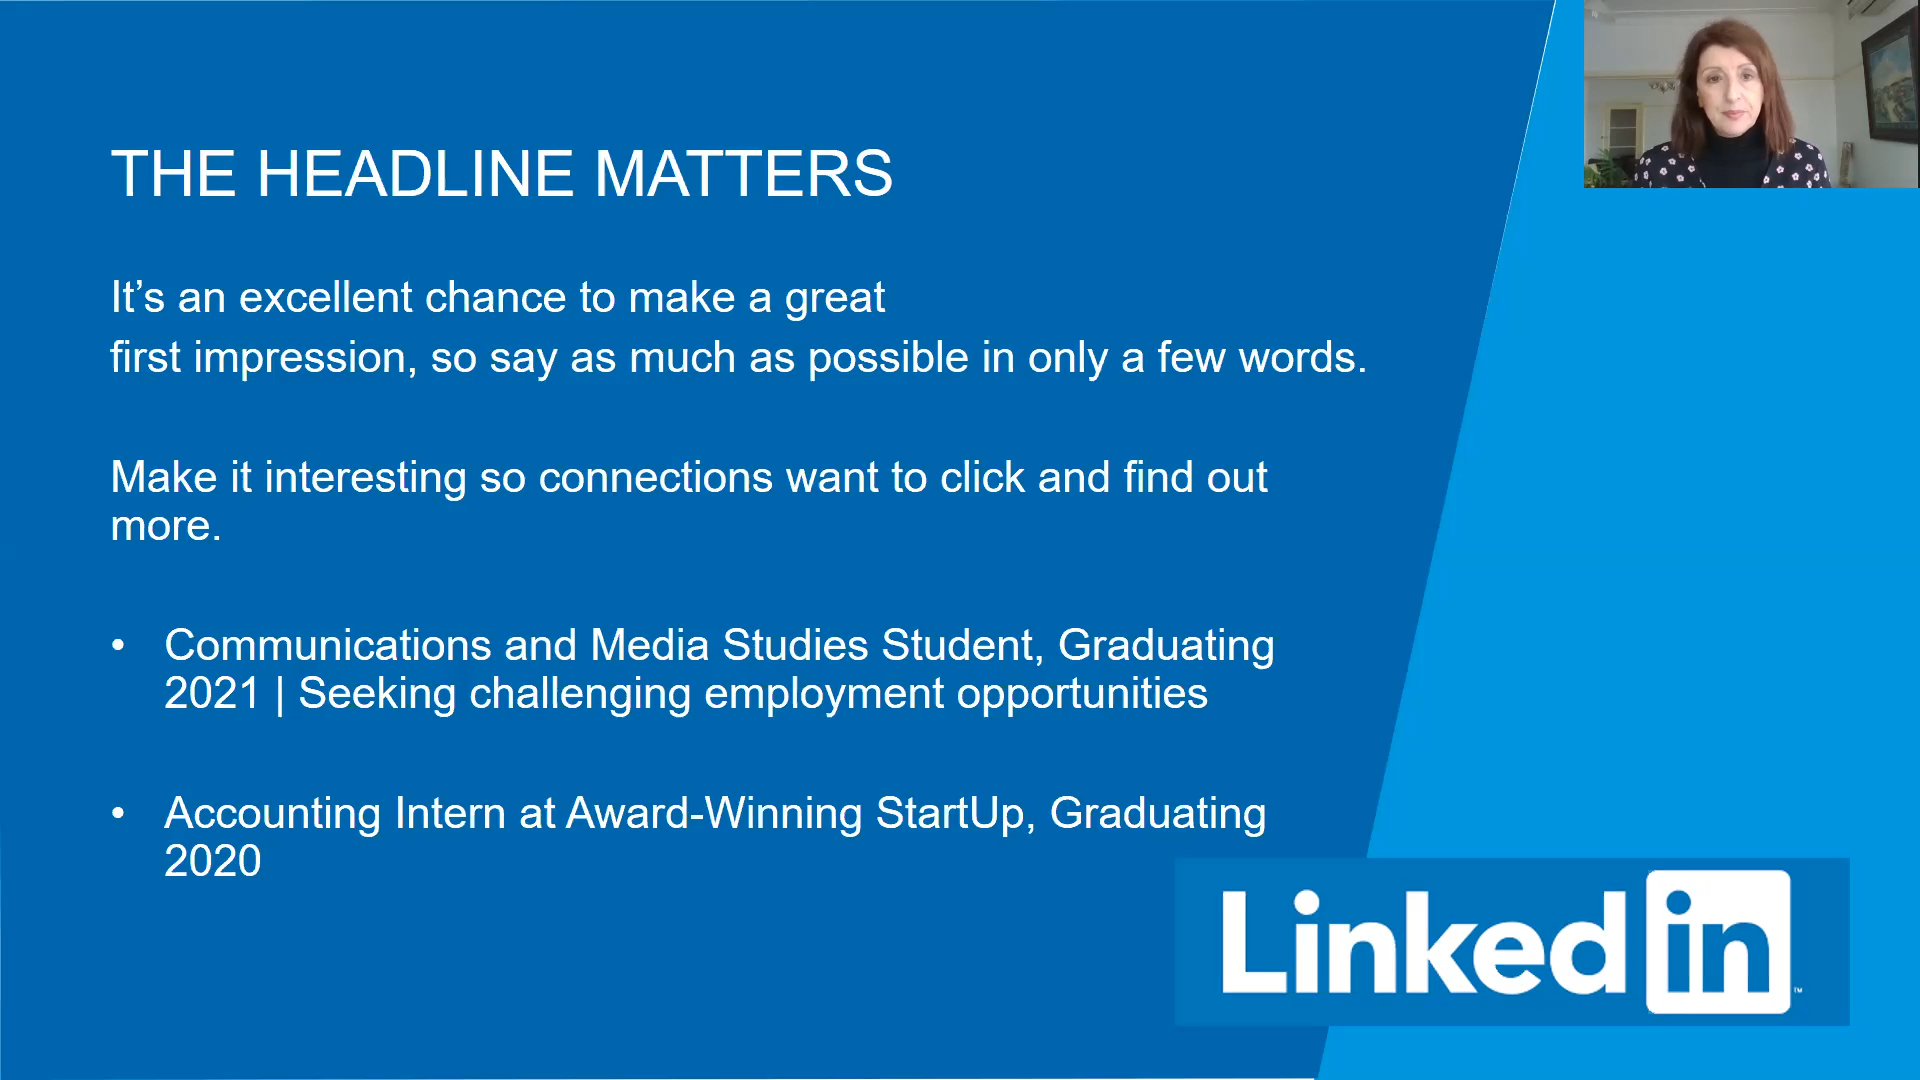 THE HEADLINE MATTERS
It’s an excellent chance to make a great
first impression, so say as much as possible in only a few words.
Make it interesting so connections want to click and find out
more.
• Communications and Media Studies Student, Graduating
2021 | Seeking challenging employment opportunities
• Accounting Intern at Award-Winning StartUp, Graduating
2020
Linkedin™